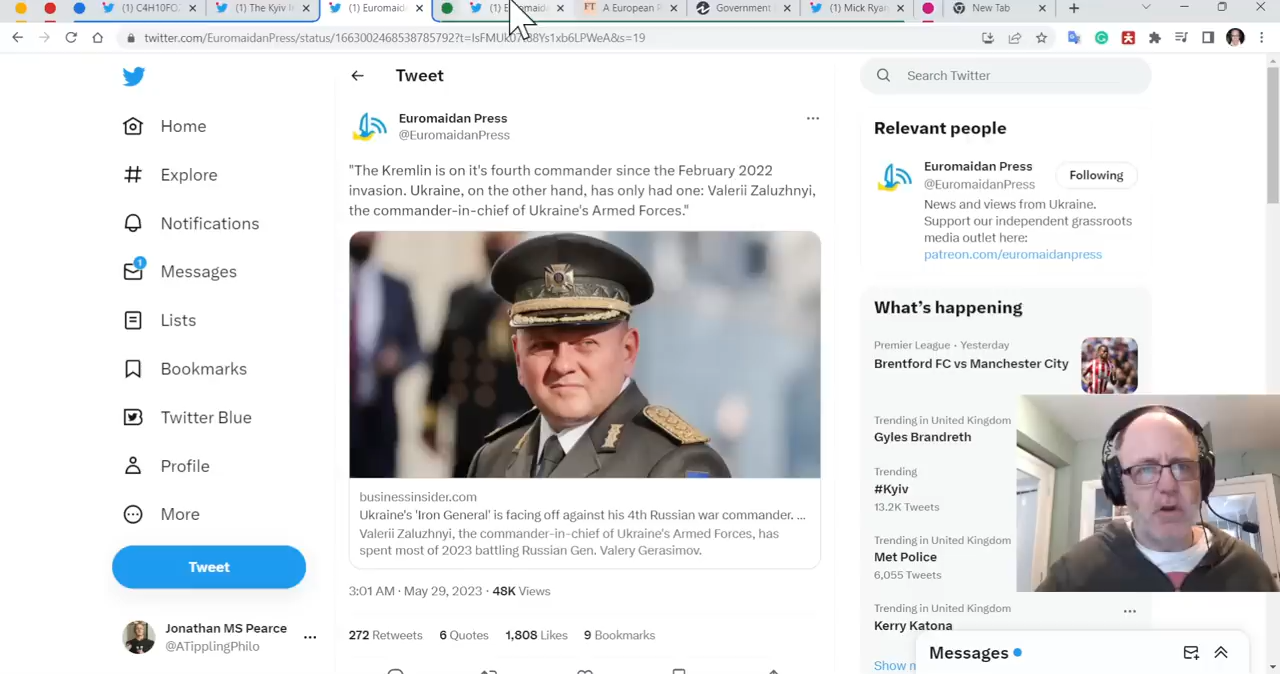 (1) C4H10FO
(1) The Kyiv I
(1) Euromaid
(1) Euromaid
FT
A European
Government
(1) Mick Ryan
New Tab
twitter.com/EuromaidanPress/status/1663002468538785792?t=IsFMUk07t88Ys1xb6LPWeA&s=19
Tweet
Search Twitter
Home
Explore
Notifications
1
Messages
Lists
Bookmarks
Twitter Blue
Profile
More
Tweet
Jonathan MS Pearce
@ATipplingPhilo
Euromaidan Press
@EuromaidanPress
"The Kremlin is on it's fourth commander since the February 2022
invasion. Ukraine, on the other hand, has only had one: Valerii Zaluzhnyi,
the commander-in-chief of Ukraine's Armed Forces."
businessinsider.com
Ukraine's 'Iron General' is facing off against his 4th Russian war commander. ...
Valerii Zaluzhnyi, the commander-in-chief of Ukraine's Armed Forces, has
spent most of 2023 battling Russian Gen. Valery Gerasimov.
3:01 AM · May 29, 2023 · 48K Views
272 Retweets 6 Quotes 1,808 Likes 9 Bookmarks
Relevant people
Euromaidan Press
@EuromaidanPress
Following
News and views from Ukraine.
Support our independent grassroots
media outlet here:
patreon.com/euromaidanpress
What's happening
Premier League · Yesterday
Brentford FC vs Manchester City
Trending in United Kingdom
Gyles Brandreth
Trending
#Kyiv
13.2K Tweets
Trending in United Kingdom
Met Police
6,055 Tweets
Trending in United Kingdom
Kerry Katona
Show
Messages